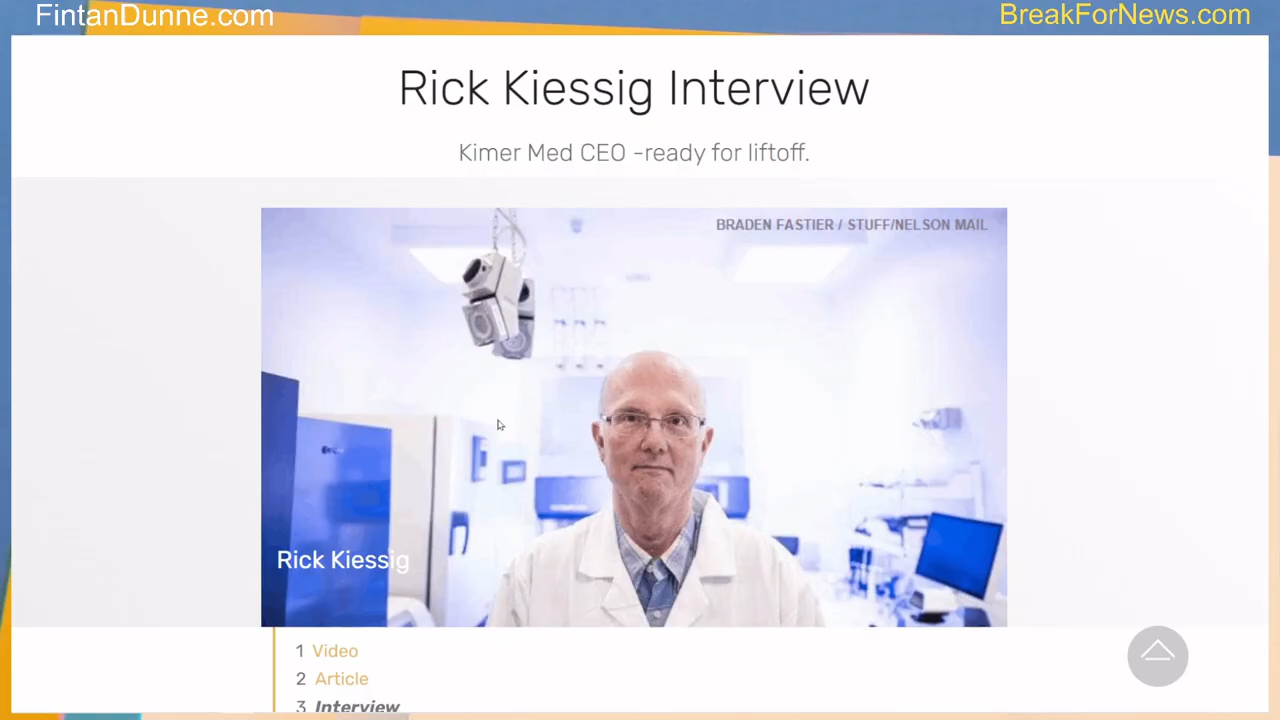 FintanDunne.com
BreakForNews.com
Rick Kiessig Interview
Kimer Med CEO -ready for liftoff.
BRADEN FASTIER / STUFF/NELSON MAIL
Rick Kiessig
1 Video
2 Article
3 Interview